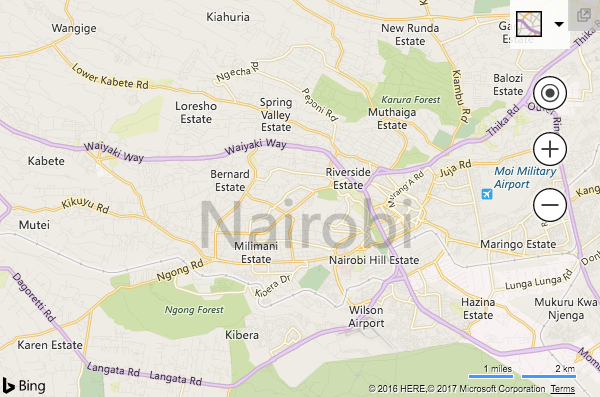 Kiahuria
Wangige
New Runda
Estate
Ga
Thika Rd
Lower Kabete Rd
Ngecha Rd
Kiambu Rd
Balozi
Estate
Loresho
Estate
Spring
Valley
Estate
Peponi Rd
Karura Forest
Muthaiga
Estate
Thika Rd
Waiyaki Way
Waiyaki Way
Kabete
Bernard
Estate
Riverside
Estate
Juja Rd
Moi Military
Airport
Murang A Rd
Kikuyu Rd
Mutei
Nairobi
Milimani
Estate
Nairobi Hill Estate
Maringo Estate
Ngong Rd
Kioera Dr
Lunga Lunga Rd
Dagoretti Rd
Ngong Forest
Wilson
Airport
Hazina
Estate
Mukuru Kwa
Njenga
Kibera
Karen Estate
Langata Rd
Langata Rd
1 miles
2 km
Bing
© 2016 HERE,© 2017 Microsoft Corporation
Terms